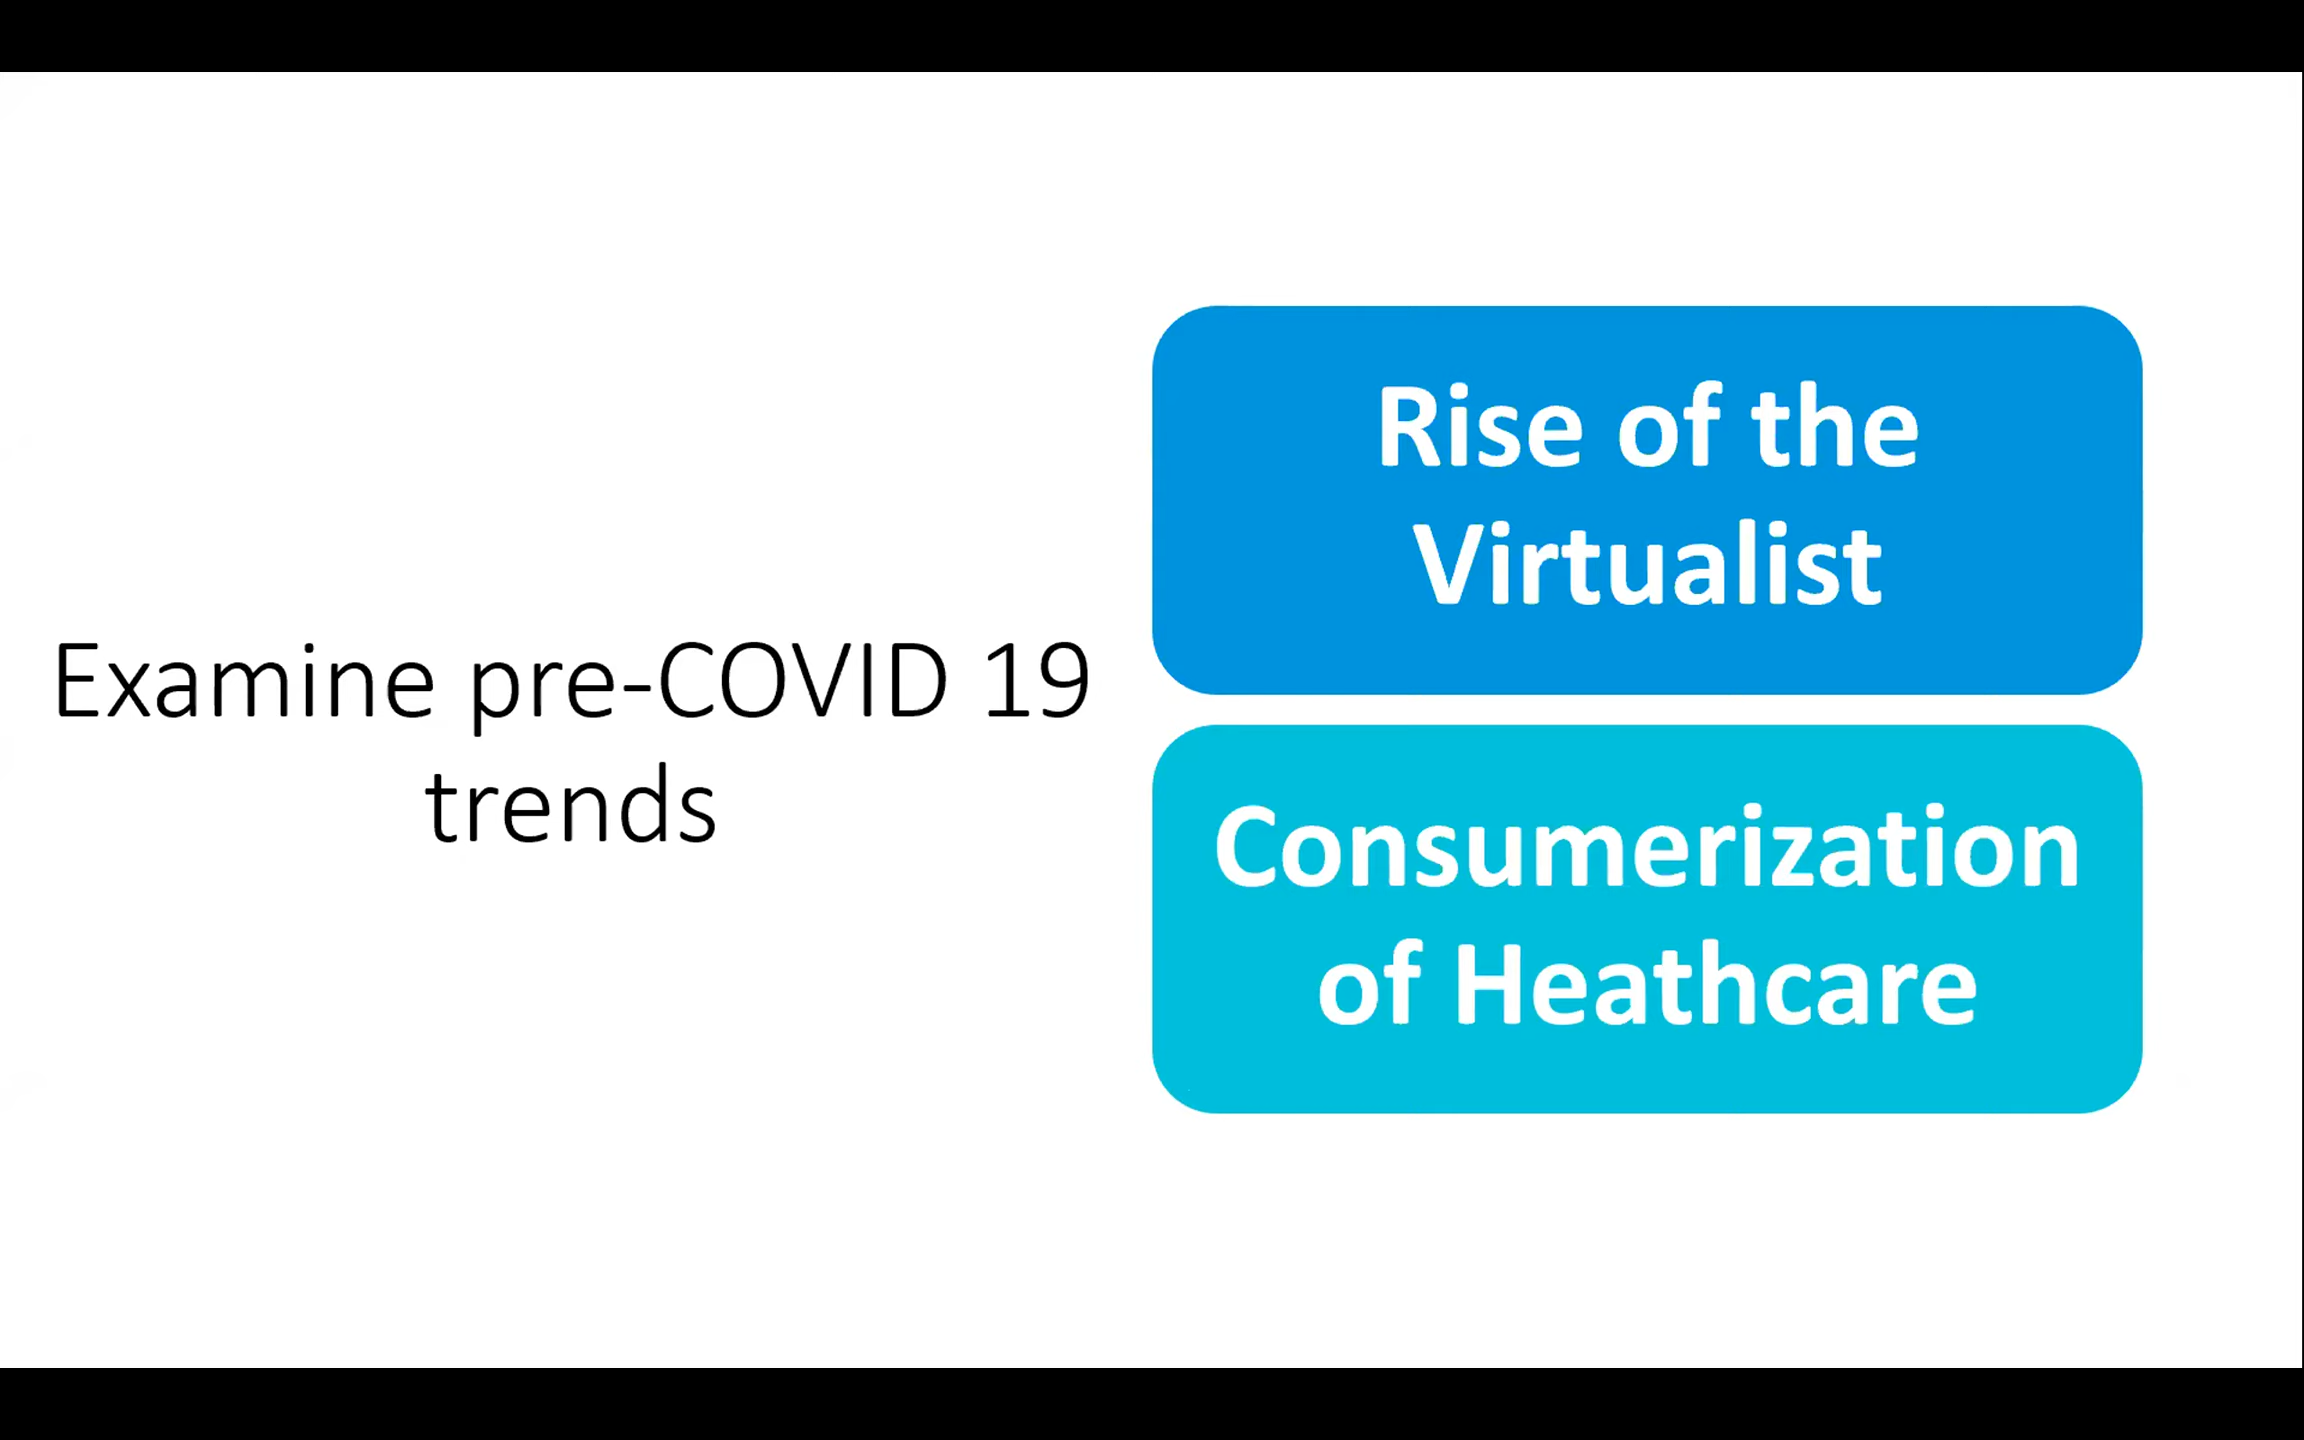 Examine pre-COVID 19
trends
Rise of the
Virtualist
Consumerization
of Heathcare